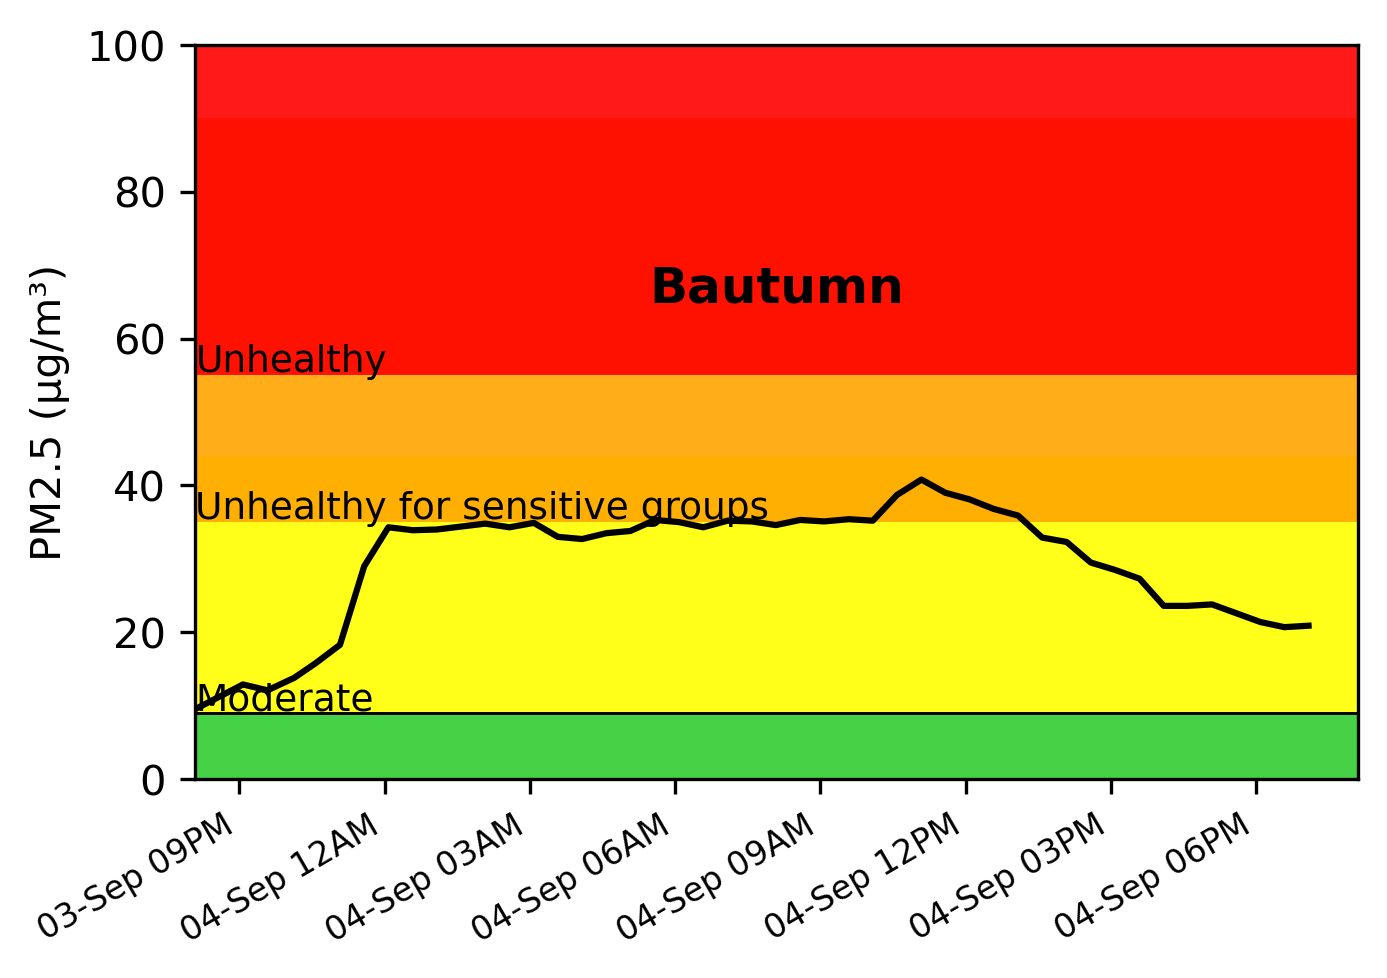 100
80
60
40
20
0
PM2.5 (µg/m³)
Bautumn
Unhealthy
Unhealthy for sensitive groups
Moderate
03-Sep 09PM
04-Sep 12AM
04-Sep 03AM
04-Sep 06AM
04-Sep 09AM
04-Sep 12PM
04-Sep 03PM
04-Sep 06PM